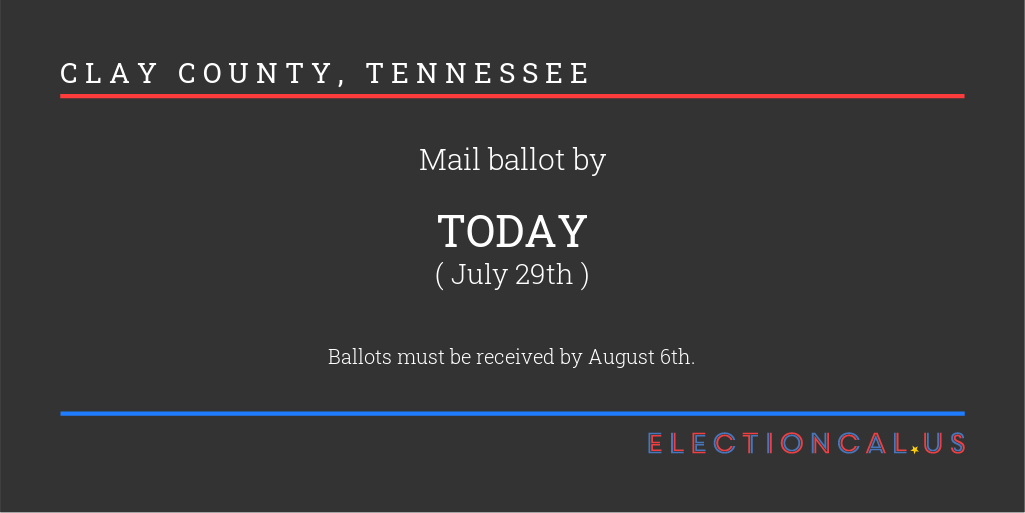 CLAY COUNTY, TENNESSEE
Mail ballot by
TODAY
( July 29th )
Ballots must be received by August 6th.
ELECTIONCAL.US